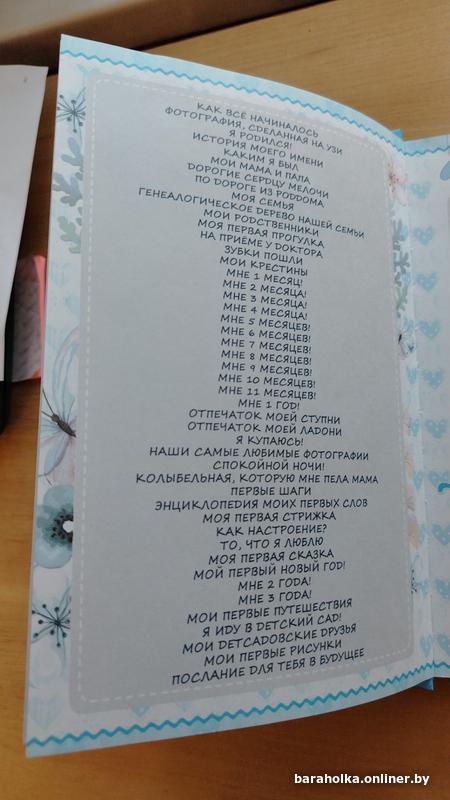 КАК ВСЁ НАЧИНАЛОСЬ
ФОТОГРАФИЯ, СДЕЛАННАЯ НА УЗИ
Я РОДИЛСЯ!
ИСТОРИЯ МОЕГО ИМЕНИ
КАКИМ Я БЫЛ
МОИ МАМА И ПАПА
ДОРОГИЕ СЕРДЦУ МЕЛОЧИ
ПО ДОРОГЕ ИЗ РОДДОМА
МОЯ СЕМЬЯ
ГЕНЕАЛОГИЧЕСКОЕ ДЕРЕВО НАШЕЙ СЕМЬИ
МОИ РОДСТВЕННИКИ
МОЯ ПЕРВАЯ ПРОГУЛКА
НА ПРИЁМЕ У ДОКТОРА
ЗУБКИ ПОШЛИ
МОИ КРЕСТИНЫ
МНЕ 1 МЕСЯЦ!
МНЕ 2 МЕСЯЦА!
МНЕ 3 МЕСЯЦА!
МНЕ 4 МЕСЯЦА!
МНЕ 5 МЕСЯЦЕВ!
МНЕ 6 МЕСЯЦЕВ!
МНЕ 7 МЕСЯЦЕВ!
МНЕ 8 МЕСЯЦЕВ!
МНЕ 9 МЕСЯЦЕВ!
МНЕ 10 МЕСЯЦЕВ!
МНЕ 11 МЕСЯЦЕВ!
МНЕ 1 ГОД!
ОТПЕЧАТОК МОЕЙ СТУПНИ
ОТПЕЧАТОК МОЕЙ ЛАДОНИ
Я КУПАЮСЬ!
НАШИ САМЫЕ ЛЮБИМЫЕ ФОТОГРАФИИ
СПОКОЙНОЙ НОЧИ!
КОЛЫБЕЛЬНАЯ, КОТОРУЮ МНЕ ПЕЛА МАМА
ПЕРВЫЕ ШАГИ
ЭНЦИКЛОПЕДИЯ МОИХ ПЕРВЫХ СЛОВ
МОЯ ПЕРВАЯ СТРИЖКА
КАК НАСТРОЕНИЕ?
ТО, ЧТО Я ЛЮБЛЮ
МОЯ ПЕРВАЯ СКАЗКА
МОЙ ПЕРВЫЙ НОВЫЙ ГОД!
МНЕ 2 ГОДА!
МНЕ 3 ГОДА!
МОИ ПЕРВЫЕ ПУТЕШЕСТВИЯ
Я ИДУ В ДЕТСКИЙ САД!
МОИ ДЕТСАДОВСКИЕ ДРУЗЬЯ
МОИ ПЕРВЫЕ РИСУНКИ
ПОСЛАНИЕ ДЛЯ ТЕБЯ В БУДУЩЕЕ
baraholka.onliner.by